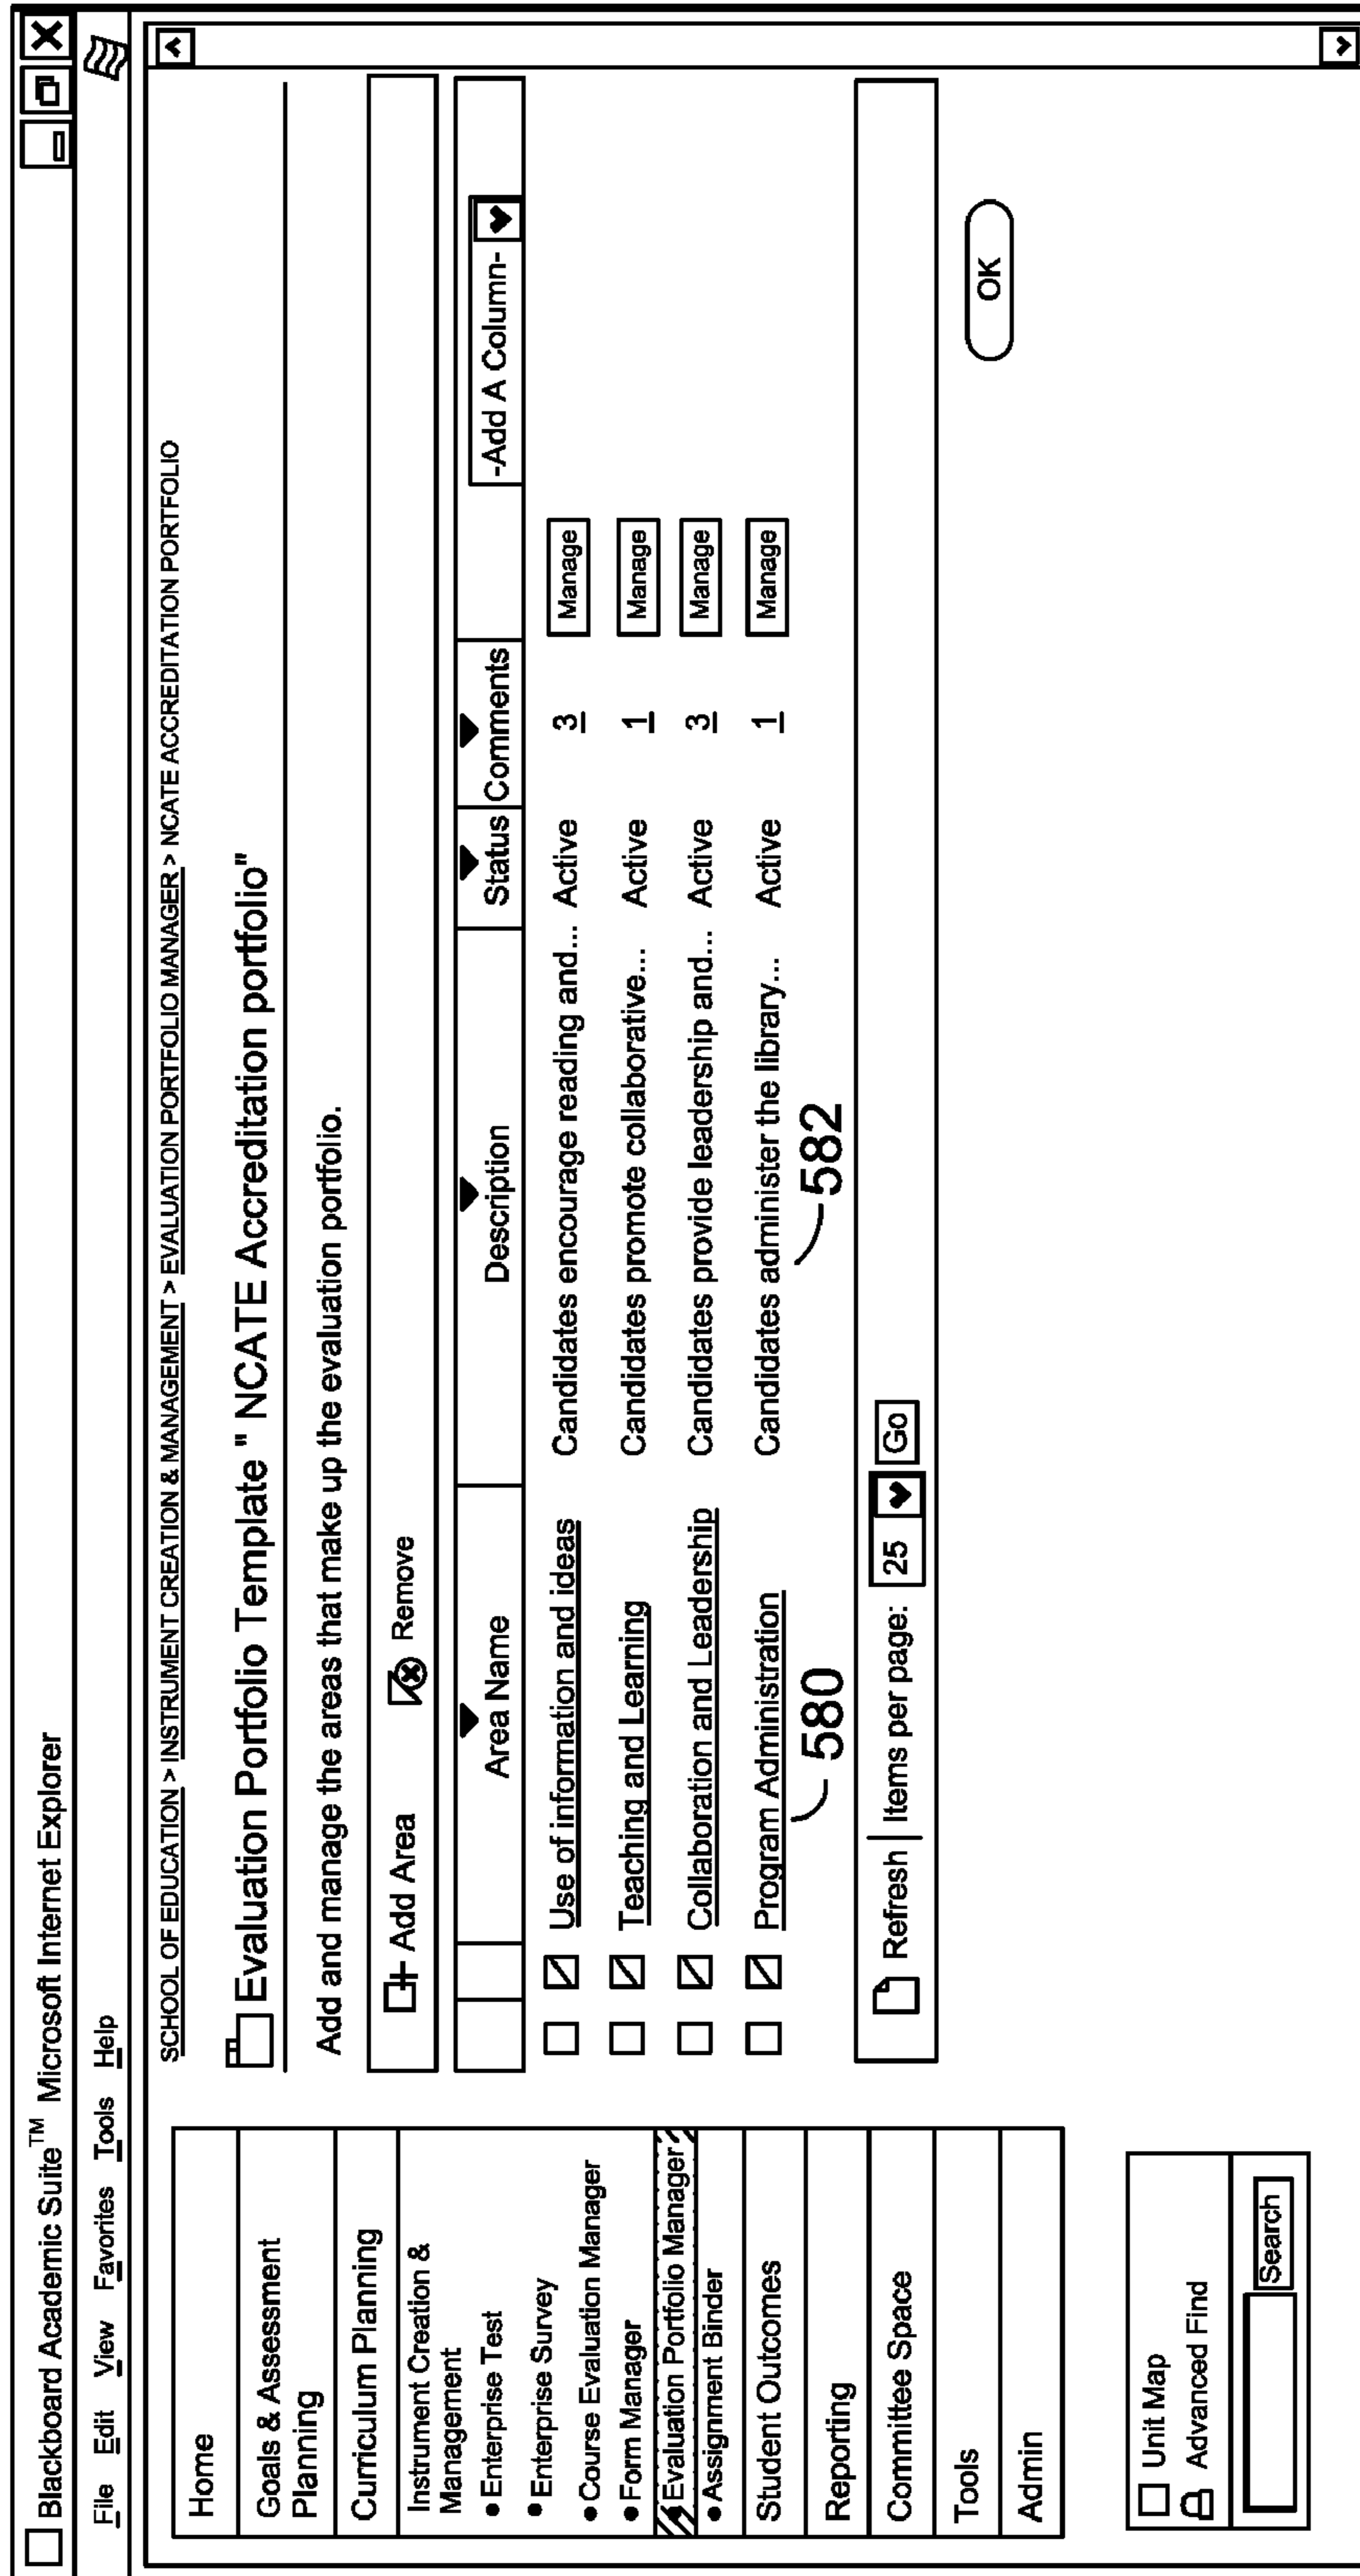 Blackboard Academic Suite™ Microsoft Internet Explorer
File Edit View Favorites Tools Help
Home
Goals & Assessment
Planning
Curriculum Planning
Instrument Creation &
Management
• Enterprise Test
• Enterprise Survey
• Course Evaluation Manager
• Form Manager
• Evaluation Portfolio Manager
• Assignment Binder
Student Outcomes
Reporting
Committee Space
Tools
Admin
Unit Map
Advanced Find
Search
SCHOOL OF EDUCATION > INSTRUMENT CREATION & MANAGEMENT > EVALUATION PORTFOLIO MANAGER > NCATE ACCREDITATION PORTFOLIO
Evaluation Portfolio Template " NCATE Accreditation portfolio"
Add and manage the areas that make up the evaluation portfolio.
Add Area Remove
Area Name Description Status Comments -Add A Column-
Use of information and ideas Candidates encourage reading and... Active 3 Manage
Teaching and Learning Candidates promote collaborative... Active 1 Manage
Collaboration and Leadership Candidates provide leadership and... Active 3 Manage
Program Administration Candidates administer the library... Active 1 Manage
580 582
Refresh | Items per page: 25 Go
OK